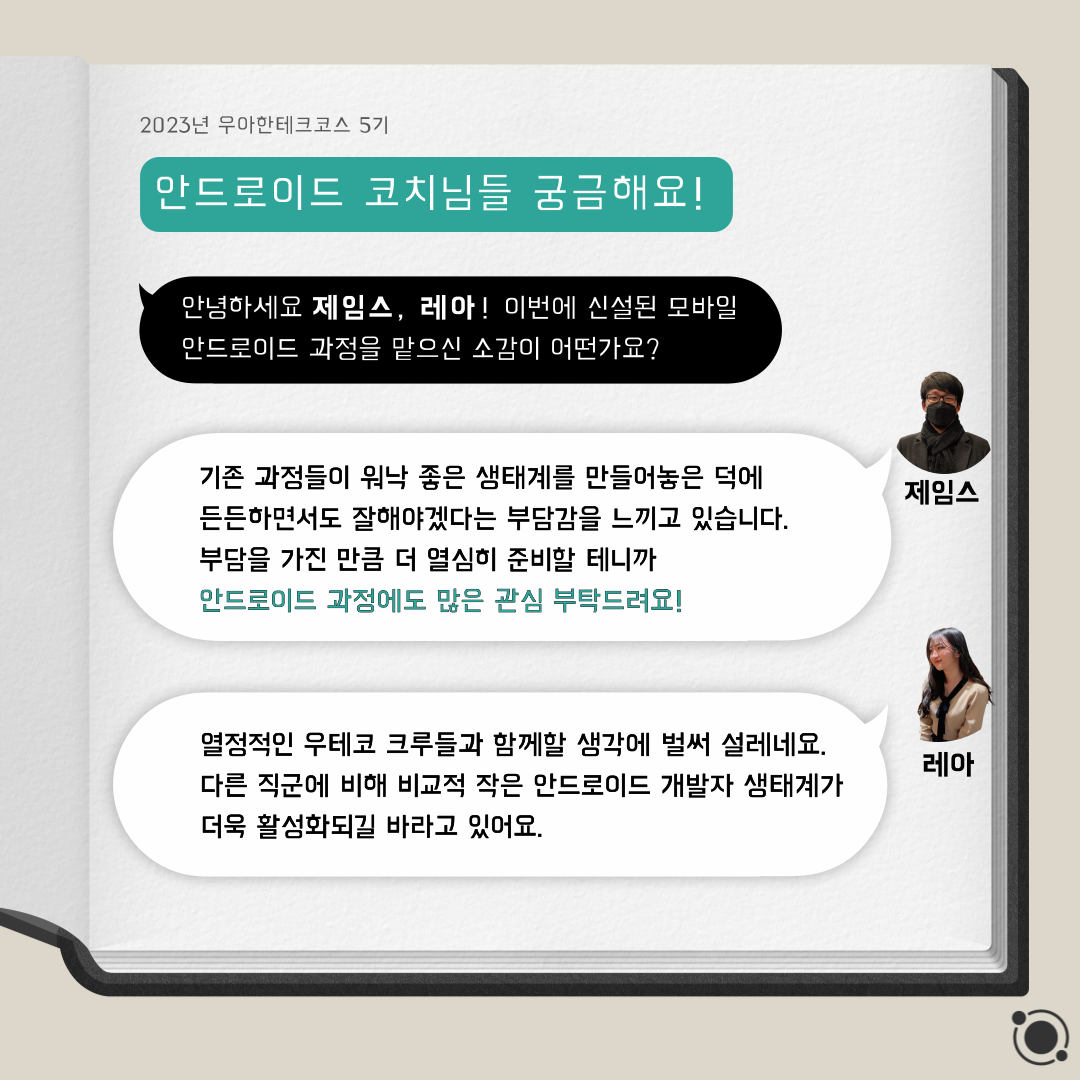 2023년 우아한테크코스 5기
안드로이드 코치님들 궁금해요!
안녕하세요 제임스, 레아! 이번에 신설된 모바일
안드로이드 과정을 맡으신 소감이 어떤가요?
기존 과정들이 워낙 좋은 생태계를 만들어놓은 덕에
든든하면서도 잘해야겠다는 부담감을 느끼고 있습니다.
부담을 가진 만큼 더 열심히 준비할 테니까
안드로이드 과정에도 많은 관심 부탁드려요!
제임스
열정적인 우테코 크루들과 함께할 생각에 벌써 설레네요.
다른 직군에 비해 비교적 작은 안드로이드 개발자 생태계가
더욱 활성화되길 바라고 있어요.
레아